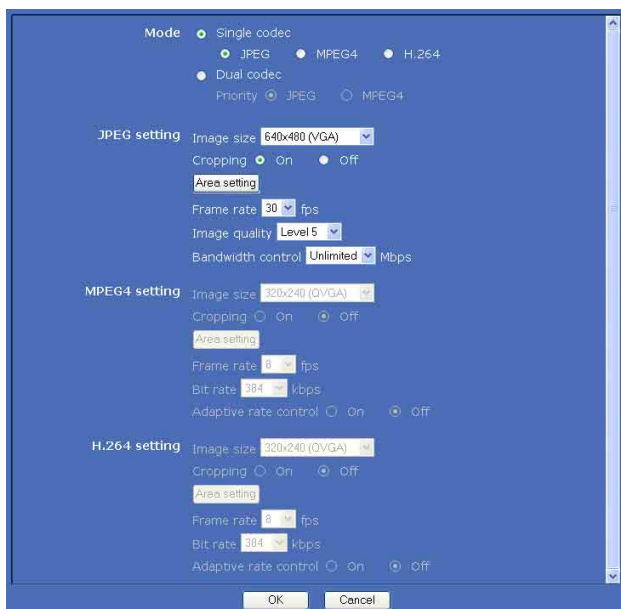 Mode Single codec
JPEG MPEG4 H.264
Dual codec
Priority JPEG MPEG4
JPEG setting Image size 640x480 (VGA)
Cropping On Off
Area setting
Frame rate 30 fps
Image quality Level 5
Bandwidth control Unlimited Mbps
MPEG4 setting Image size 320x240 (QVGA)
Cropping On Off
Area setting
Frame rate 8 fps
Bit rate 384 kbps
Adaptive rate control On Off
H.264 setting Image size 320x240 (QVGA)
Cropping On Off
Area setting
Frame rate 8 fps
Bit rate 384 kbps
Adaptive rate control On Off
OK Cancel